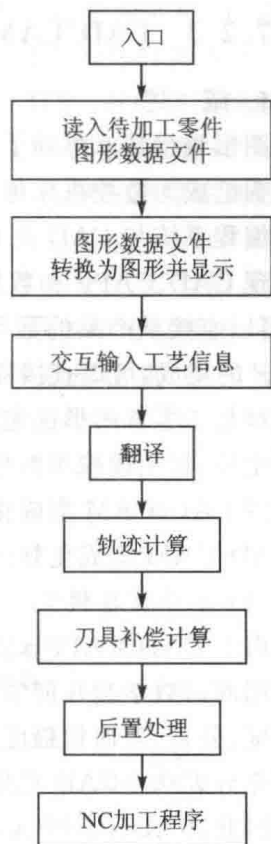 入口
读入待加工零件
图形数据文件
图形数据文件
转换为图形并显示
交互输入工艺信息
翻译
轨迹计算
刀具补偿计算
后置处理
NC加工程序